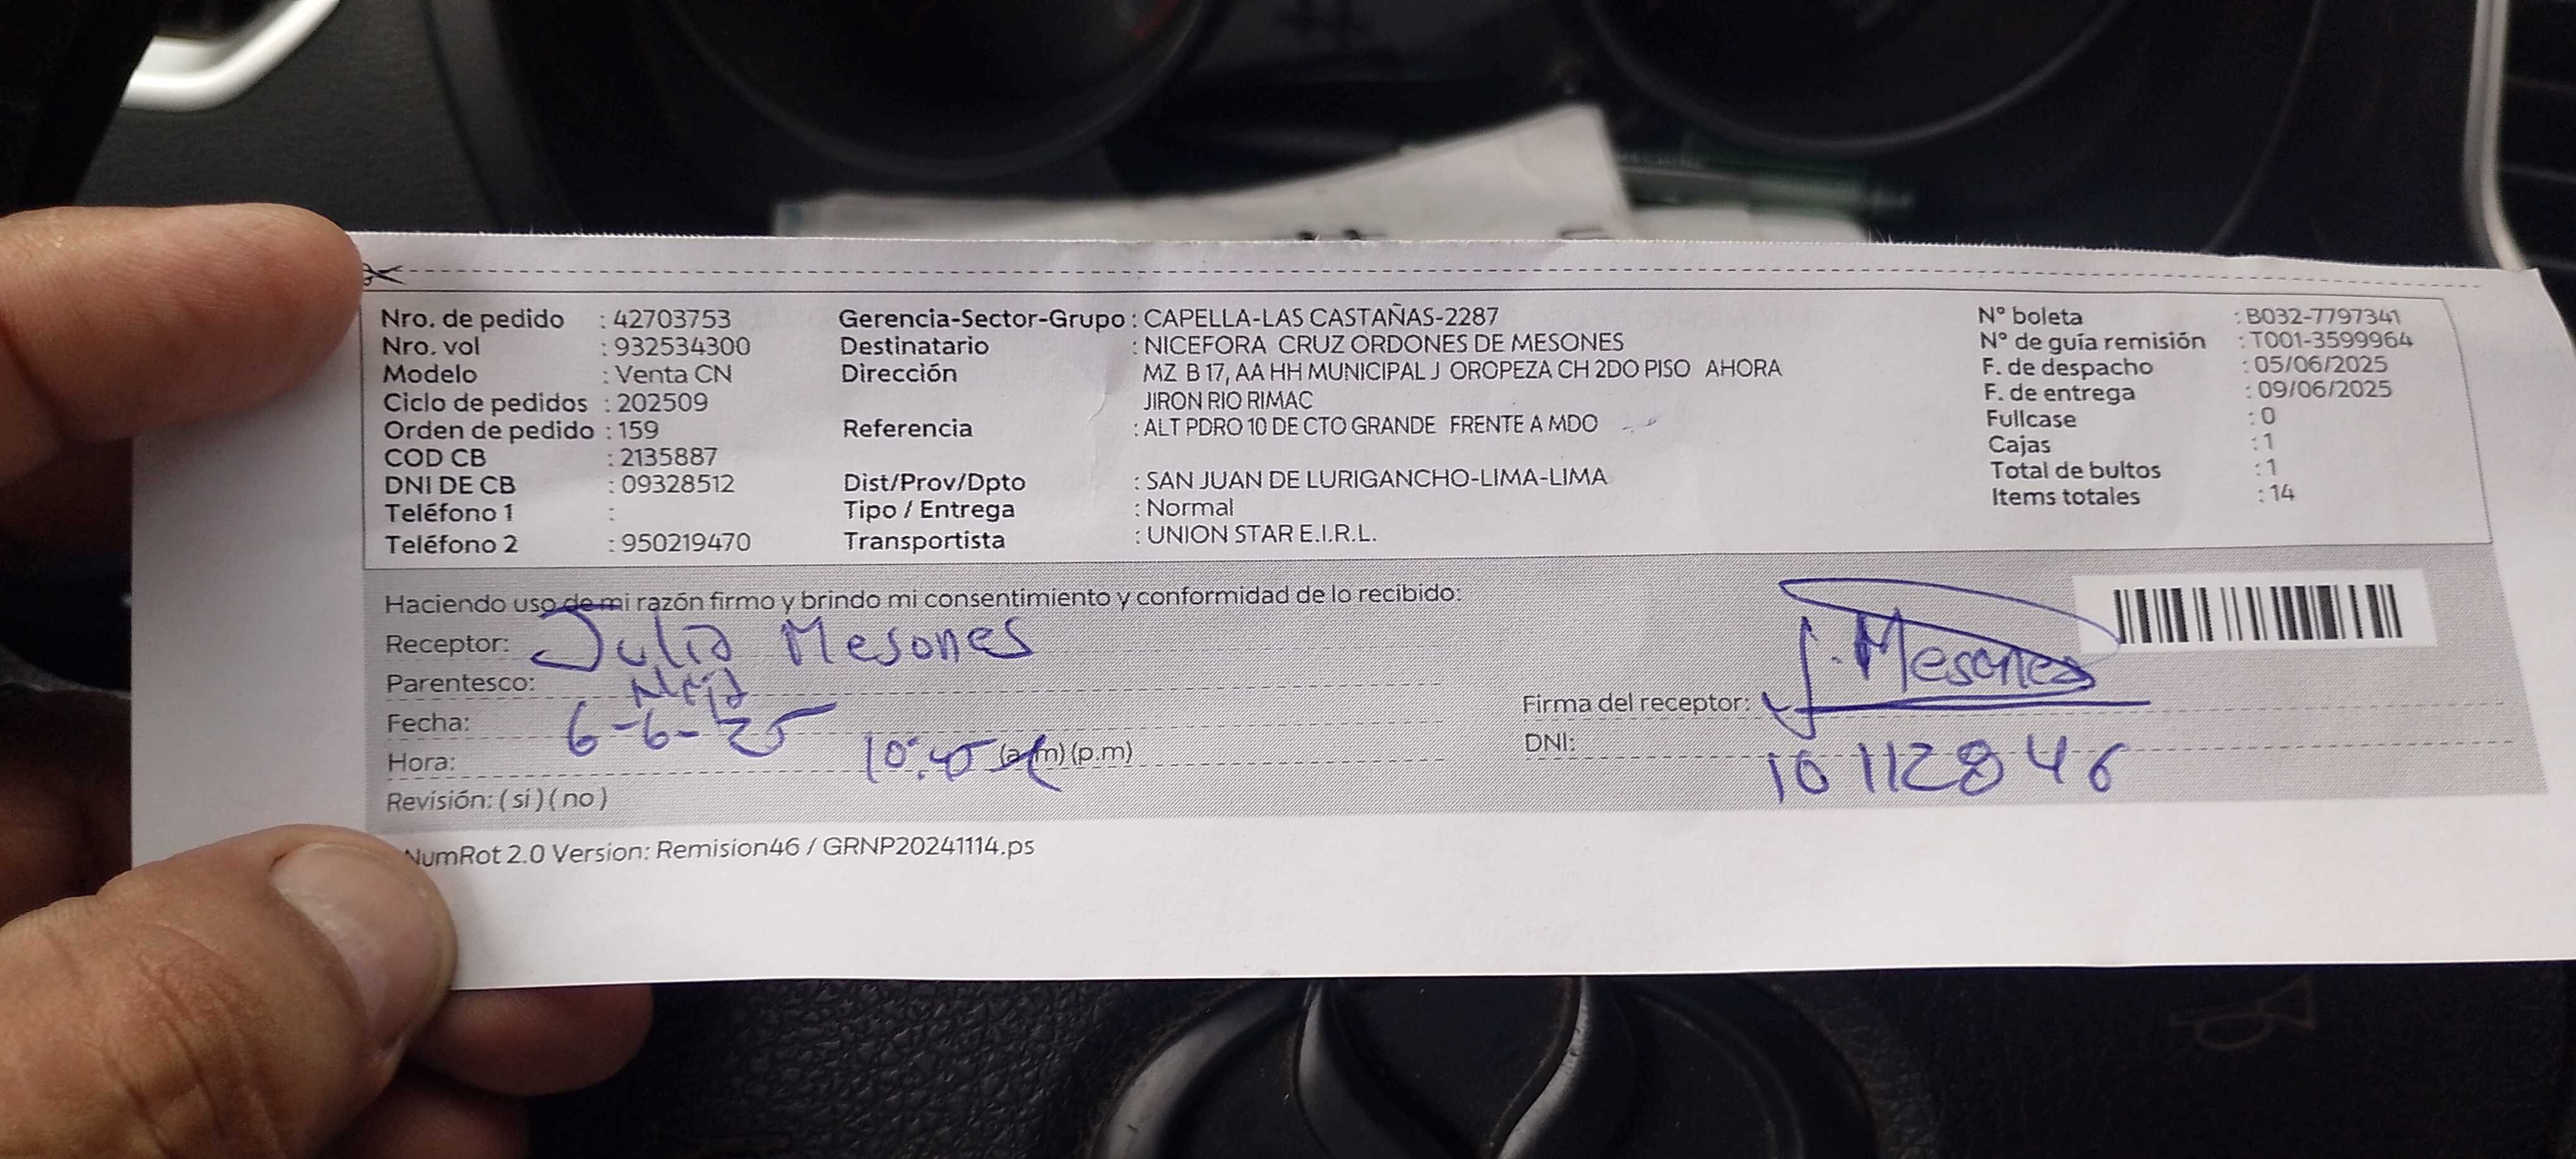 Nro. de pedido : 42703753
Nro. vol : 932534300
Modelo : Venta CN
Ciclo de pedidos : 202509
Orden de pedido : 159
COD CB : 2135887
DNI DE CB : 09328512
Teléfono 1 :
Teléfono 2 : 950219470
Gerencia-Sector-Grupo : CAPELLA-LAS CASTAÑAS-2287
Destinatario : NICEFORA CRUZ ORDONES DE MESONES
Dirección MZ B 17, AA HH MUNICIPAL J OROPEZA CH 2DO PISO AHORA
JIRON RIO RIMAC
Referencia : ALT PDRO 10 DE CTO GRANDE FRENTE A MDO
Dist/Prov/Dpto : SAN JUAN DE LURIGANCHO-LIMA-LIMA
Tipo / Entrega : Normal
Transportista : UNION STAR E.I.R.L.
N° boleta : B032-7797341
N° de guía remisión : T001-3599964
F. de despacho : 05/06/2025
F. de entrega : 09/06/2025
Fullcase : 0
Cajas : 1
Total de bultos : 1
Items totales : 14
Haciendo uso de mi razón firmo y brindo mi consentimiento y conformidad de lo recibido:
Receptor: Julia Mesones
Parentesco:
Fecha: 6-6-25
Hora: 10:45 (a.m) (p.m)
Revisión: ( si ) ( no )
Firma del receptor: J. Mesones
DNI: 10112846
NumRot 2.0 Version: Remision46 / GRNP20241114.ps